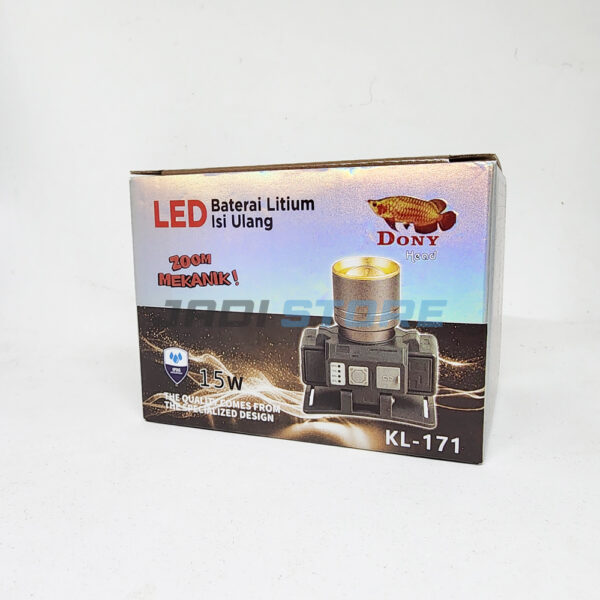 LED Baterai Litium
Isi Ulang
DONY
Head
ZOOM
MEKANIK!
JADI STORE
15W
THE QUALITY COMES FROM
THE SPECIALIZED DESIGN
KL-171